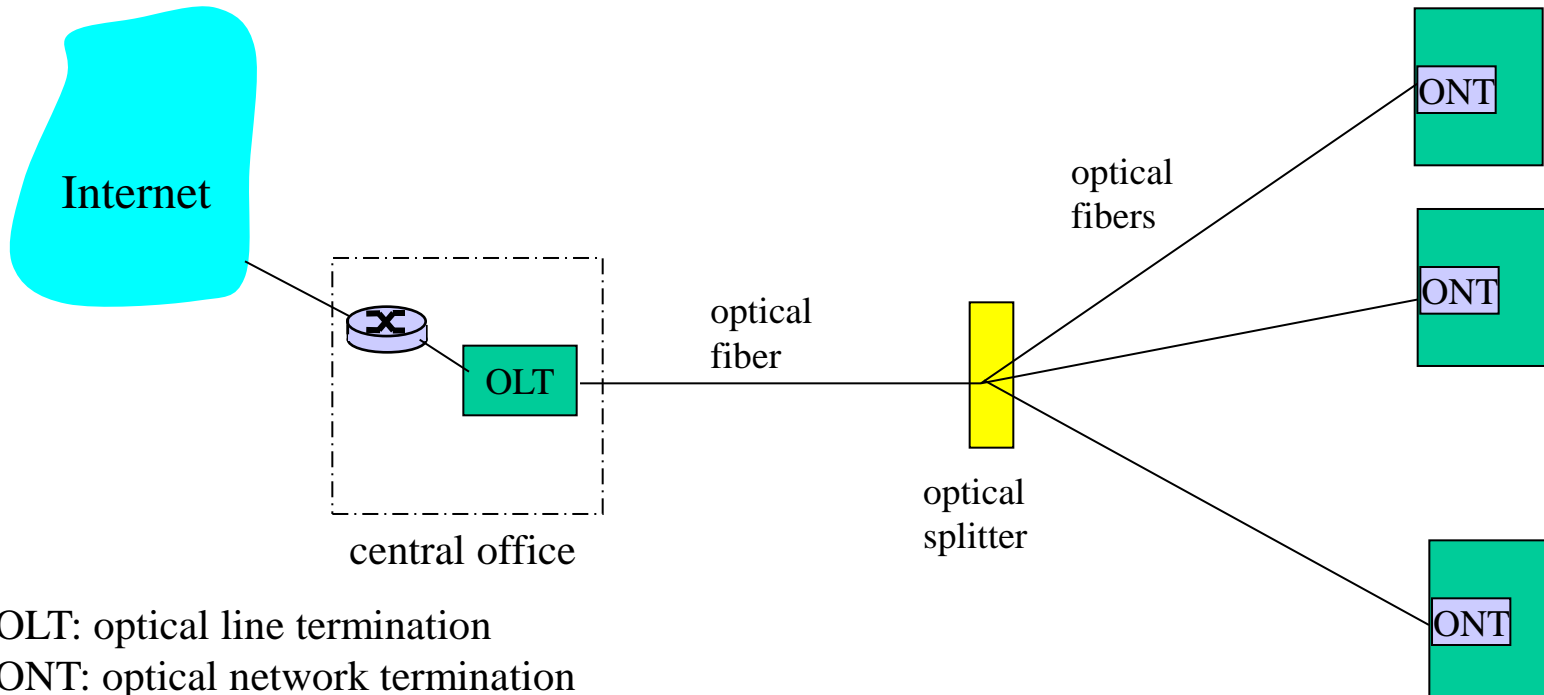 ONT
optical
fibers
Internet
ONT
optical
fiber
OLT
optical
splitter
central office
ONT
OLT: optical line termination
ONT: optical network termination